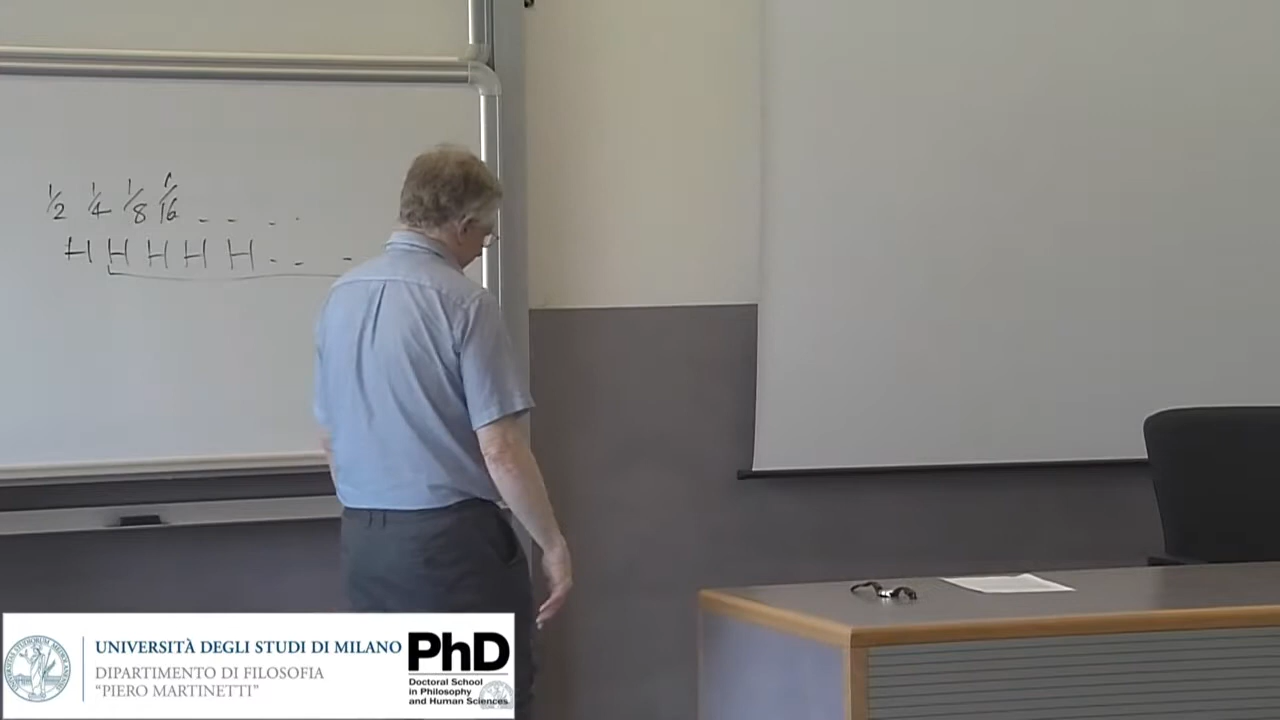 1/2 1/4 1/8 1/16 _ _ _ .
H H H H H . - - -
UNIVERSITÀ DEGLI STUDI DI MILANO
DIPARTIMENTO DI FILOSOFIA
"PIERO MARTINETTI"
PhD
Doctoral School
in Philosophy
and Human Sciences